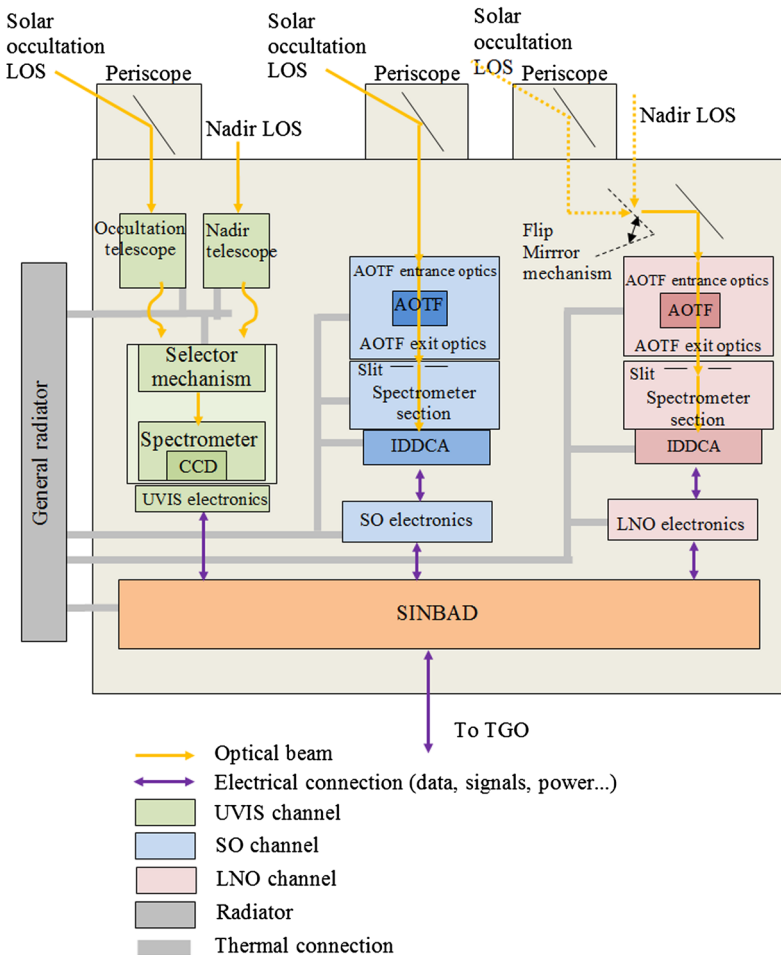 Solar
occultation
LOS
Periscope
Solar
occultation
LOS
Periscope
Solar
occultation
LOS
Periscope
Nadir LOS
Nadir LOS
Occultation
telescope
Nadir
telescope
Flip
Mirrror
mechanism
General radiator
Selector
mechanism
Spectrometer
CCD
UVIS electronics
AOTF entrance optics
AOTF
AOTF exit optics
Slit
Spectrometer
section
IDDCA
SO electronics
AOTF entrance optics
AOTF
AOTF exit optics
Slit
Spectrometer
section
IDDCA
LNO electronics
SINBAD
To TGO
Optical beam
Electrical connection (data, signals, power...)
UVIS channel
SO channel
LNO channel
Radiator
Thermal connection